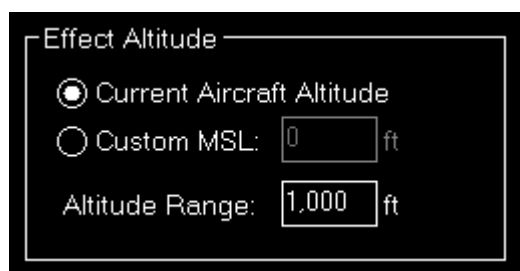 Effect Altitude
Current Aircraft Altitude
Custom MSL: 0 ft
Altitude Range: 1,000 ft